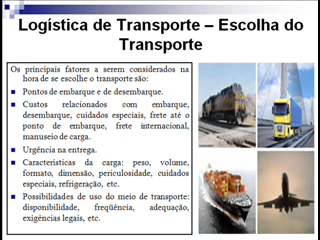 Logística de Transporte – Escolha do
Transporte
Os principais fatores a serem considerados na
hora de se escolhe o transporte são:
Pontos de embarque e de desembarque.
Custos relacionados com embarque,
desembarque, cuidados especiais, frete até o
ponto de embarque, frete internacional,
manuseio de carga.
Urgência na entrega.
Características da carga: peso, volume,
formato, dimensão, periculosidade, cuidados
especiais, refrigeração, etc.
Possibilidades de uso do meio de transporte:
disponibilidade, freqüência, adequação,
exigências legais, etc.